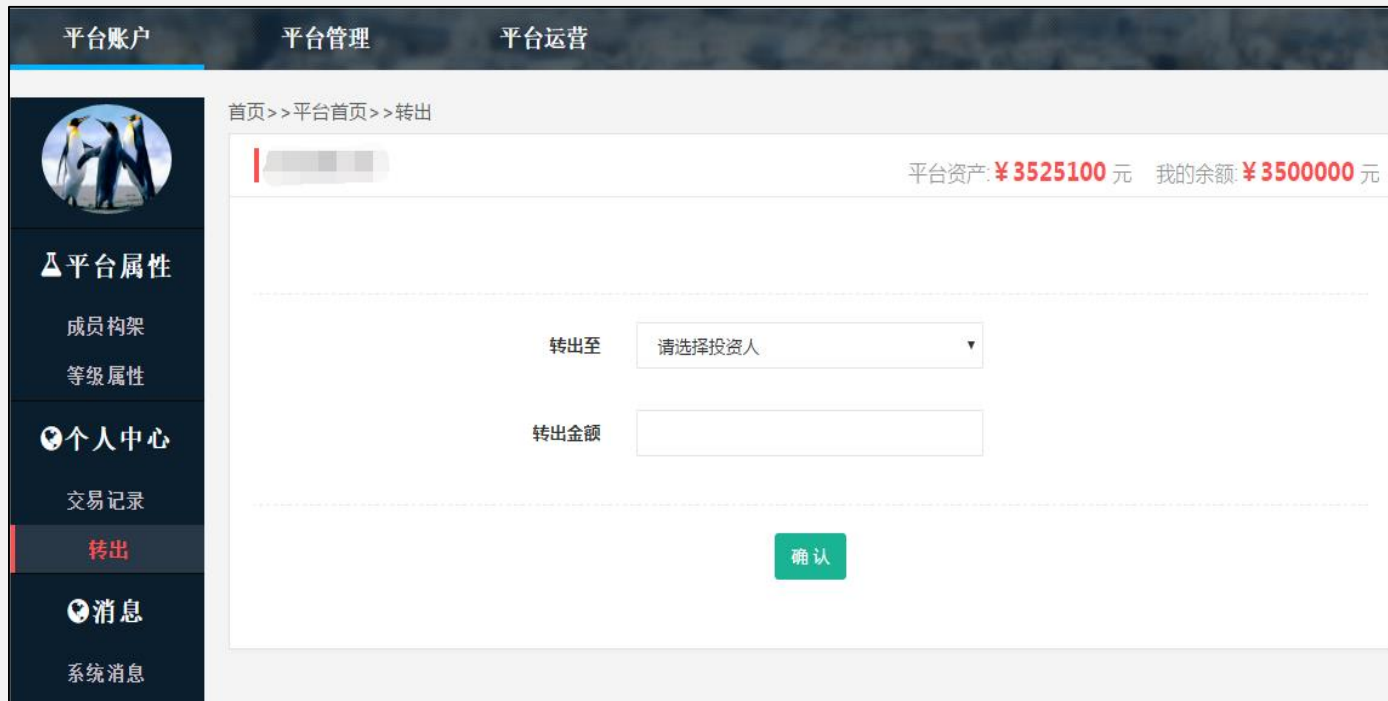 平台账户 平台管理 平台运营
首页>>平台首页>>转出
平台资产:¥3525100 元 我的余额:¥3500000 元
平台属性
成员构架
等级属性
个人中心
交易记录
转出
消息
系统消息
转出至 请选择投资人
转出金额
确认